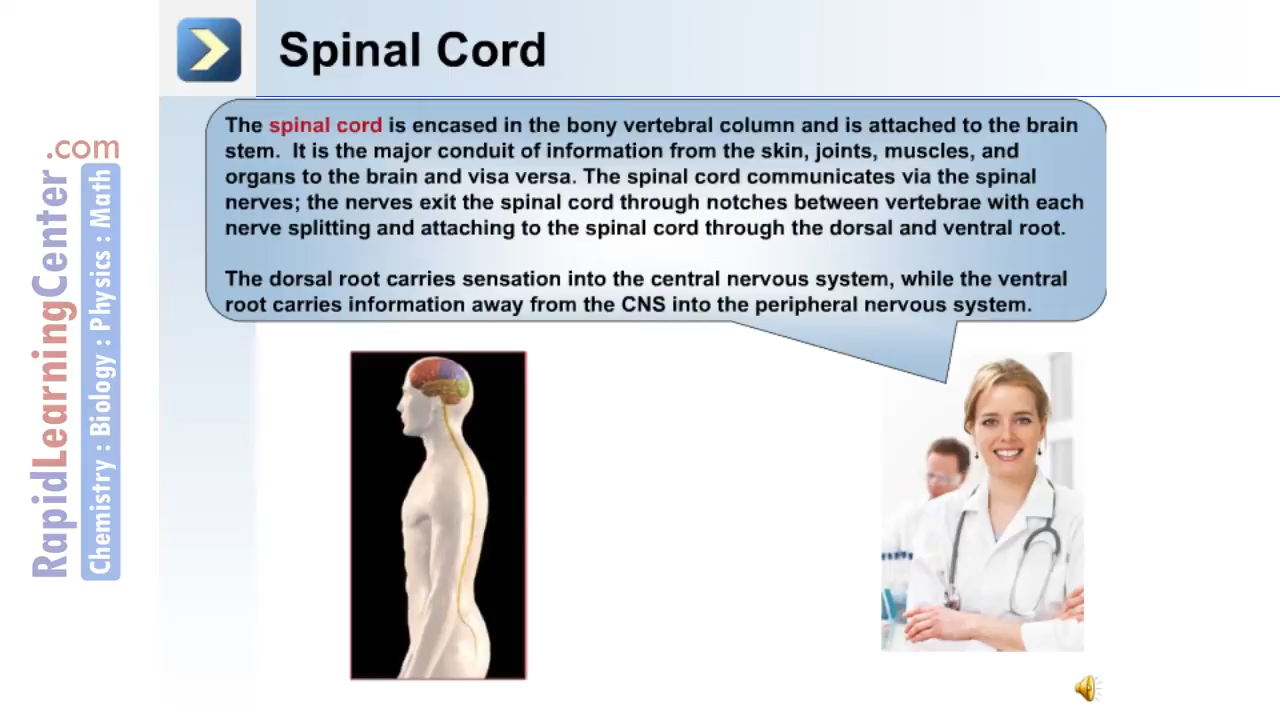 Spinal Cord
The spinal cord is encased in the bony vertebral column and is attached to the brain
stem. It is the major conduit of information from the skin, joints, muscles, and
organs to the brain and visa versa. The spinal cord communicates via the spinal
nerves; the nerves exit the spinal cord through notches between vertebrae with each
nerve splitting and attaching to the spinal cord through the dorsal and ventral root.
The dorsal root carries sensation into the central nervous system, while the ventral
root carries information away from the CNS into the peripheral nervous system.
RapidLearningCenter.com
Chemistry : Biology : Physics : Math